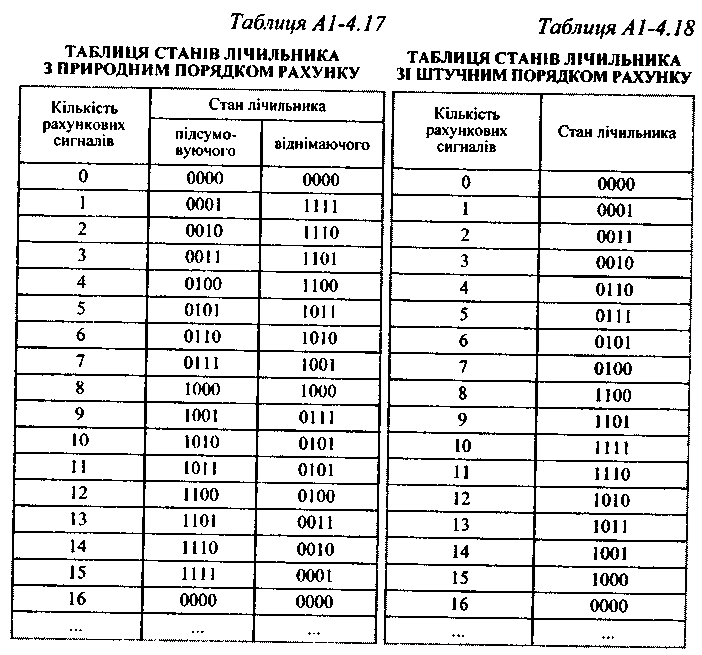 Таблиця А1-4.17
ТАБЛИЦЯ СТАНІВ ЛІЧИЛЬНИКА
З ПРИРОДНИМ ПОРЯДКОМ РАХУНКУ
Кількість рахункових сигналів
Стан лічильника
підсумо-
вуючого
віднімаючого
0 0000 0000
1 0001 1111
2 0010 1110
3 0011 1101
4 0100 1100
5 0101 1011
6 0110 1010
7 0111 1001
8 1000 1000
9 1001 0111
10 1010 0101
11 1011 0101
12 1100 0100
13 1101 0011
14 1110 0010
15 1111 0001
16 0000 0000
... ... ...
Таблиця А1-4.18
ТАБЛИЦЯ СТАНІВ ЛІЧИЛЬНИКА
ЗІ ШТУЧНИМ ПОРЯДКОМ РАХУНКУ
Кількість
рахункових
сигналів
Стан лічильника
0 0000
1 0001
2 0011
3 0010
4 0110
5 0111
6 0101
7 0100
8 1100
9 1101
10 1111
11 1110
12 1010
13 1011
14 1001
15 1000
16 0000
... ...